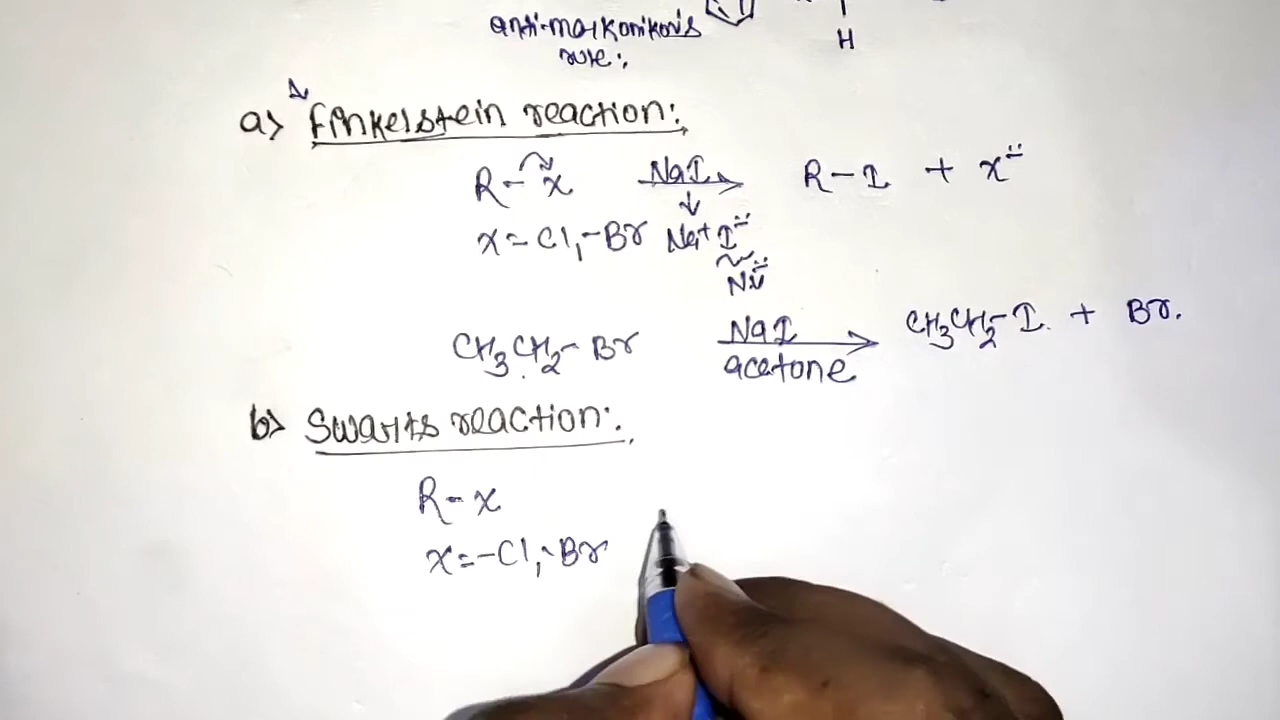 anti-markonikovis
rule:,
H
a> Finkelstein reaction:
R-X NaI R-I + X⁻
X=Cl,-Br Na⁺ I⁻
Nu⁻
CH₃CH₂-Br NaI acetone CH₃CH₂-I. + Br.
b> Swarts reaction:.
R-X
X=-Cl,-Br